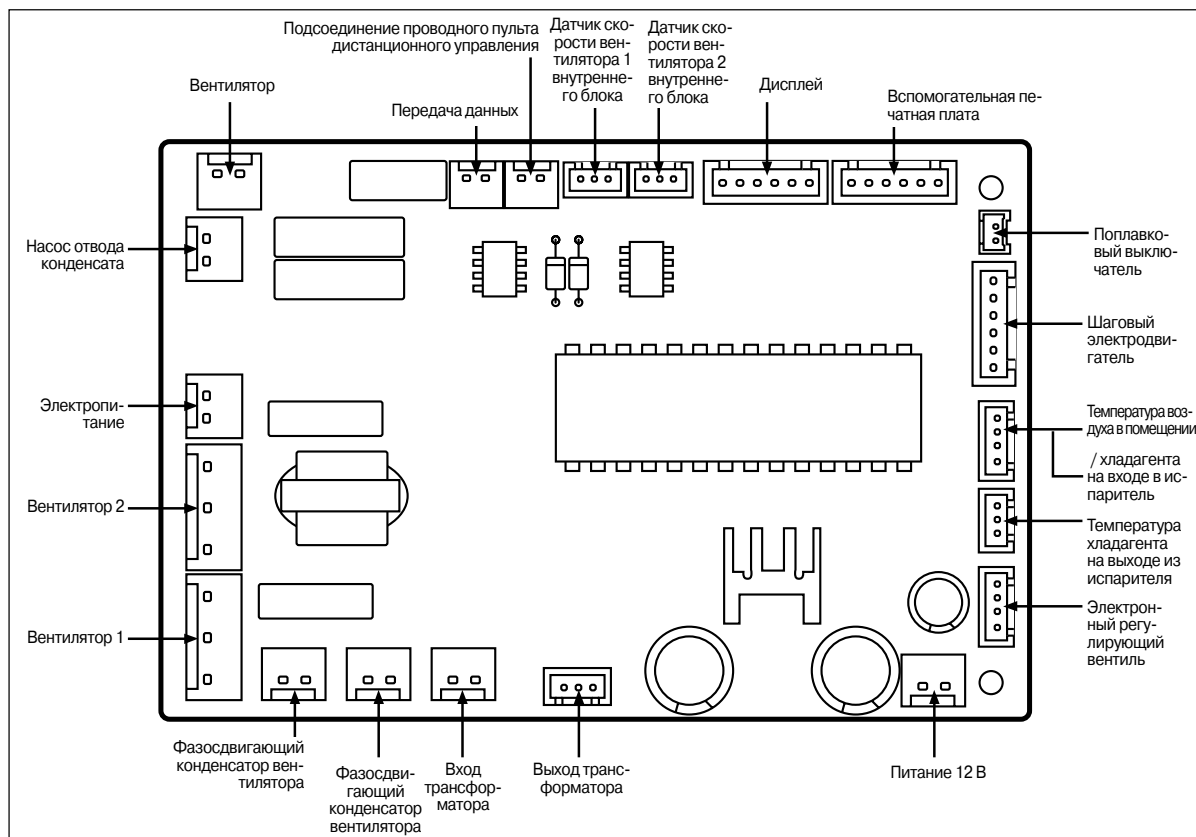 Подсоединение проводного пульта
дистанционного управления
Датчик ско-
рости вен-
тилятора 1
внутренне-
го блока
Датчик ско-
рости вен-
тилятора 2
внутренне-
го блока
Вентилятор
Передача данных
Дисплей
Вспомогательная пе-
чатная плата
Насос отвода
конденсата
Поплавко-
вый выклю-
чатель
Шаговый
электродви-
гатель
Электропи-
тание
Температура воз-
духа в помещении
/ хладагента
на входе в ис-
паритель
Вентилятор 2
Температура
хладагента
на выходе из
испарителя
Вентилятор 1
Электрон-
ный регу-
лирующий
вентиль
Фазосдвигающий
конденсатор вен-
тилятора
Фазосдви-
гающий
конденсатор
вентилятора
Вход
трансфор-
матора
Выход транс-
форматора
Питание 12 В